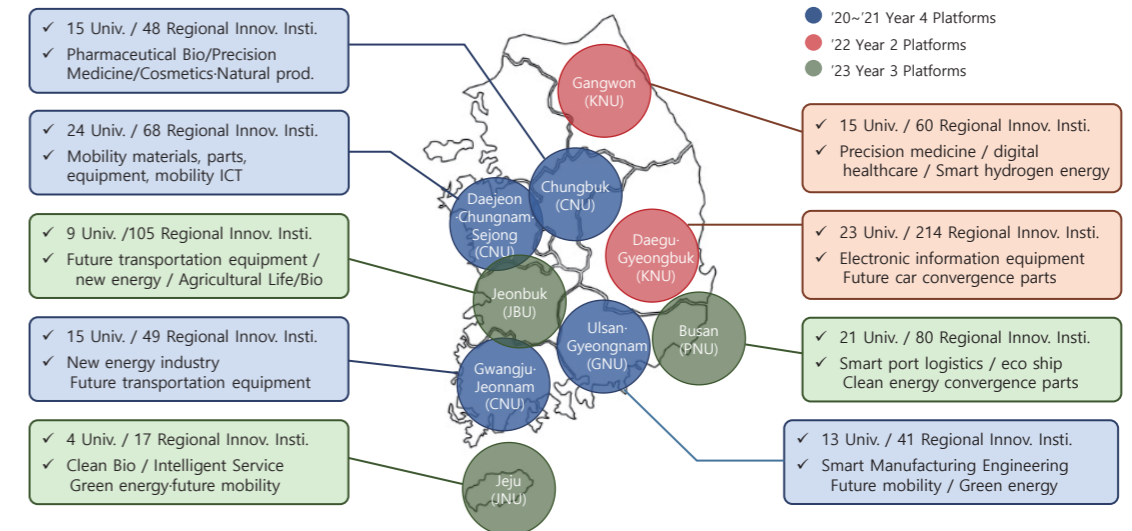 '20~'21 Year 4 Platforms
'22 Year 2 Platforms
'23 Year 3 Platforms
✓ 15 Univ. / 48 Regional Innov. Insti.
✓ Pharmaceutical Bio/Precision
Medicine/Cosmetics·Natural prod.
✓ 24 Univ. / 68 Regional Innov. Insti.
✓ Mobility materials, parts,
equipment, mobility ICT
✓ 9 Univ. /105 Regional Innov. Insti.
✓ Future transportation equipment /
new energy / Agricultural Life/Bio
✓ 15 Univ. / 49 Regional Innov. Insti.
✓ New energy industry
Future transportation equipment
✓ 4 Univ. / 17 Regional Innov. Insti.
✓ Clean Bio / Intelligent Service
Green energy·future mobility
Gangwon
(KNU)
Chungbuk
(CNU)
Daejeon
·Chungnam·
Sejong
(CNU)
Daegu·
Gyeongbuk
(KNU)
Jeonbuk
(JBU)
Ulsan·
Gyeongnam
(GNU)
Busan
(PNU)
Gwangju·
Jeonnam
(CNU)
Jeju
(JNU)
✓ 15 Univ. / 60 Regional Innov. Insti.
✓ Precision medicine / digital
healthcare / Smart hydrogen energy
✓ 23 Univ. / 214 Regional Innov. Insti.
✓ Electronic information equipment
Future car convergence parts
✓ 21 Univ. / 80 Regional Innov. Insti.
✓ Smart port logistics / eco ship
Clean energy convergence parts
✓ 13 Univ. / 41 Regional Innov. Insti.
✓ Smart Manufacturing Engineering
Future mobility / Green energy